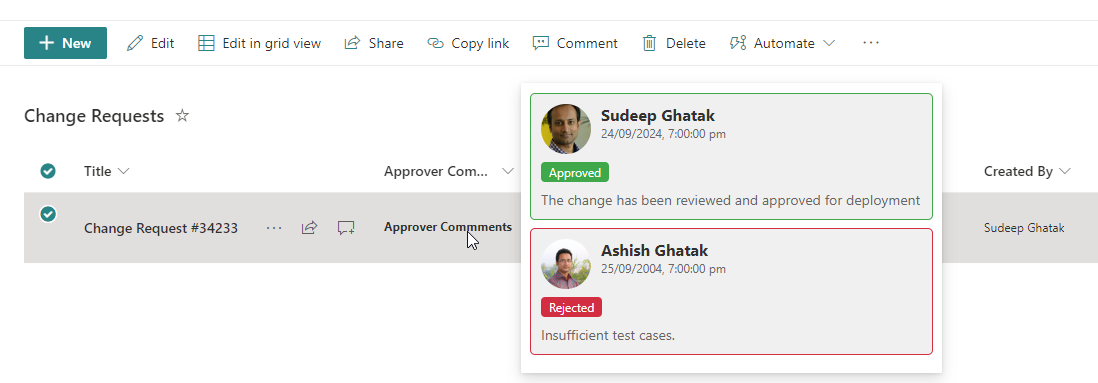 + New Edit Edit in grid view Share Copy link Comment Delete Automate ...
Change Requests
Title Approver Com... Created By
Change Request #34233 ... Approver Commments Sudeep Ghatak
Sudeep Ghatak
24/09/2024, 7:00:00 pm
Approved
The change has been reviewed and approved for deployment
Ashish Ghatak
25/09/2004, 7:00:00 pm
Rejected
Insufficient test cases.